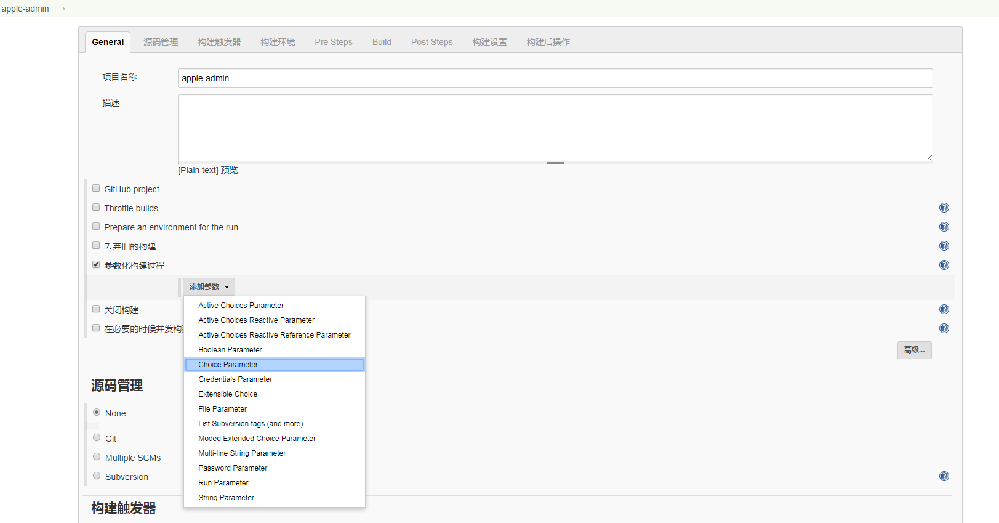 apple-admin
General 源码管理 构建触发器 构建环境 Pre Steps Build Post Steps 构建设置 构建后操作
项目名称 apple-admin
描述
[Plain text] 预览
GitHub project
Throttle builds
Prepare an environment for the run
丢弃旧的构建
参数化构建过程
添加参数
Active Choices Parameter
关闭构建
Active Choices Reactive Parameter
在必要的时候并发构
Active Choices Reactive Reference Parameter
Boolean Parameter
高级...
Choice Parameter
Credentials Parameter
源码管理
Extensible Choice
File Parameter
None
List Subversion tags (and more)
Moded Extended Choice Parameter
Git
Multi-line String Parameter
Multiple SCMs
Password Parameter
Subversion
Run Parameter
String Parameter
构建触发器